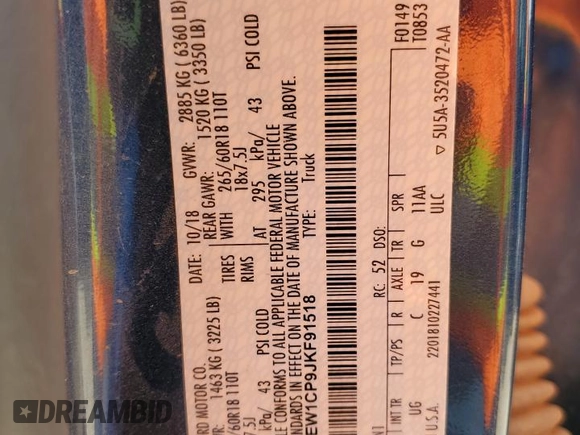 RD MOTOR CO. DATE: 10/18 GVWR: 2885 KG ( 6360 LB)
VR: 1463 KG ( 3225 LB) REAR GAWR: 1520 KG ( 3350 LB)
60R18 110T TIRES WITH 265/60R18 110T
7.5J RIMS 18x7.5J
kPa/ 43 PSI COLD AT 295 kPa/ 43 PSI COLD
LE CONFORMS TO ALL APPLICABLE FEDERAL MOTOR VEHICLE
ANDARDS IN EFFECT ON THE DATE OF MANUFACTURE SHOWN ABOVE.
EW1CP9JKF91518 TYPE: Truck
F0149
T0853
RC: 52 DSO:
INT TR TP/PS R AXLE TR SPR
UG C 19 G 11AA
U.S.A. 2201810227441 ULC
▽ 5U5A-3520472-AA
DREAMBID